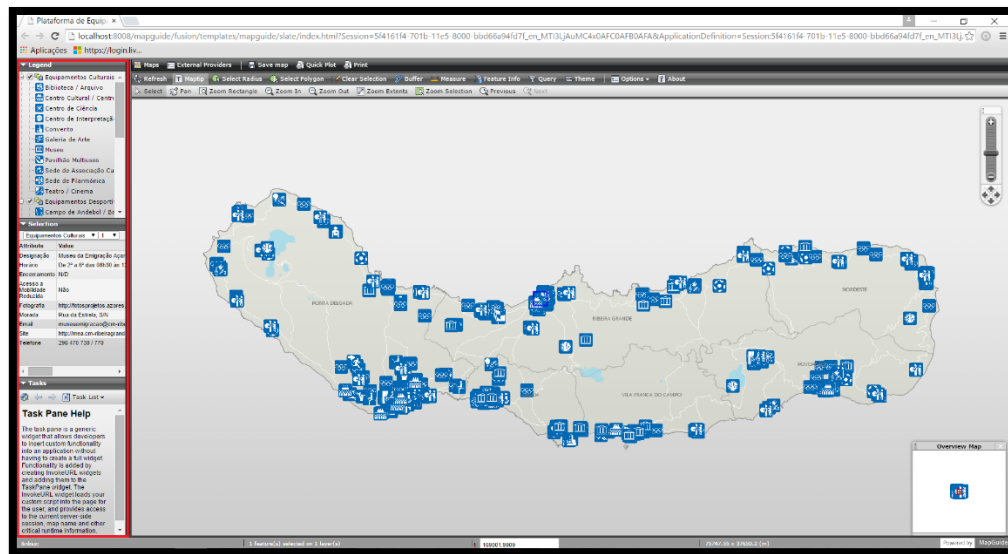 Plataforma de Equip.
localhost:8008/mapguide/fusion/templates/mapguide/slate/index.html?Session=5f4161f4-701b-11e5-8000-bbd66a94fd7f_en_MTI3LjAuMC4x0AFC0AFB0AFA&ApplicationDefinition=Session:5f4161f4-701b-11e5-8000-bbd66a94fd7f_en_MTI3Lj
Aplicações https://login.liv...
Legend
Maps External Providers Save map Quick Plot Print
Refresh Maptip Select Radius Select Polygon Clear Selection Buffer Measure Feature Info Query Theme Options About
Select Pan Zoom Rectangle Zoom In Zoom Out Zoom Extents Zoom Selection Previous Next
Equipamentos Culturais
Biblioteca / Arquivo
Centro Cultural / Centr
Centro de Ciência
Centro de Interpretaçã
Convento
Galeria de Arte
Museu
Pavilhão Multiusos
Sede de Associação Cu
Sede de Filarmónica
Teatro / Cinema
Equipamentos Desporti
Campo de Andebol / Ba
Selection
Equipamentos Culturais 1
Attribute Value
Designação Museu da Emigração Açor
Horário De 2ª a 6ª das 08h30 às 1
Encerramento N/D
Acesso a Mobilidade Reduzida Não
Fotografia http://fotosprojetos.azores.
Morada Rua da Estrela, S/N
Email museuemigracao@cm-ribe
Site http://mea.cm-ribeiragrand
Telefone 296 470 730 / 770
Tasks
Task List
Task Pane Help
The task pane is a generic
widget that allows developers
to insert custom functionality
into an application without
having to create a full widget.
Functionality is added by
creating InvokeURL widgets
and adding them to the
TaskPane widget. The
InvokeURL widget loads your
custom script into the page for
the user, and provides access
to the current server-side
session, map name and other
critical runtime information.
PONTA DELGADA
RIBEIRA GRANDE
NORDESTE
VILA FRANCA DO CAMPO
Overview Map
1 feature(s) selected on 1 layer(s)
Powered by MapGuide